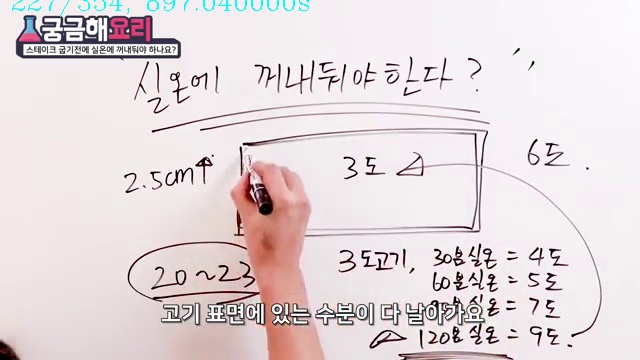 227/354, 897.040000s
궁금해요리
스테이크 굽기전에 실온에 꺼내둬야 하나요?
실온에 꺼내둬야한다?
2.5cm↑
3도
6도.
20~23
3도고기, 30분실온 = 4도
60분실온 = 5도
분실온 = 7도
120분실온 = 9도.
고기 표면에 있는 수분이 다 날아가요